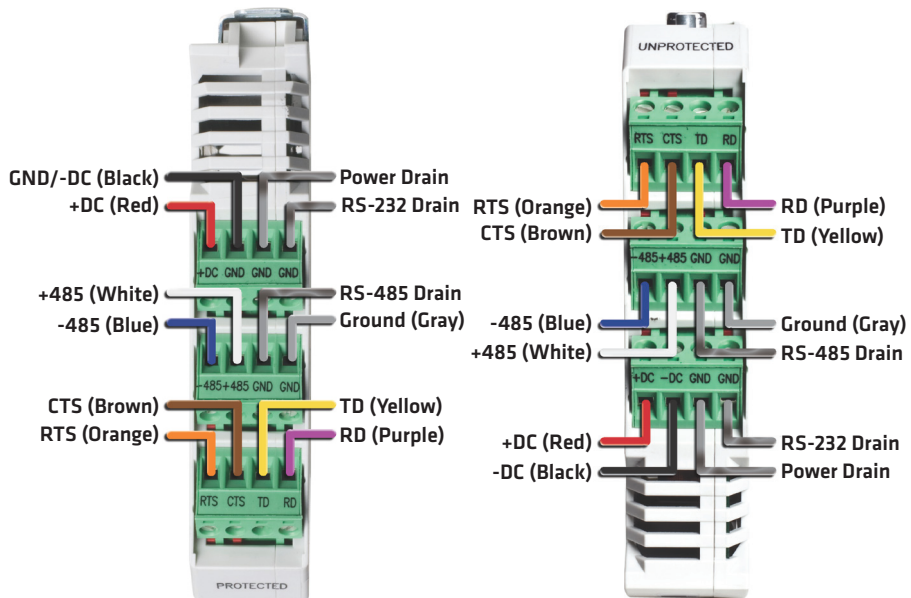 GND/-DC (Black)
Power Drain
+DC (Red)
RS-232 Drain
+DC GND GND GND
+485 (White)
RS-485 Drain
-485 (Blue)
Ground (Gray)
-485 +485 GND GND
CTS (Brown)
TD (Yellow)
RTS (Orange)
RD (Purple)
RTS CTS TD RD
PROTECTED
UNPROTECTED
RTS CTS TD RD
RTS (Orange)
RD (Purple)
CTS (Brown)
TD (Yellow)
-485 +485 GND GND
-485 (Blue)
Ground (Gray)
+485 (White)
RS-485 Drain
+DC -DC GND GND
+DC (Red)
RS-232 Drain
-DC (Black)
Power Drain